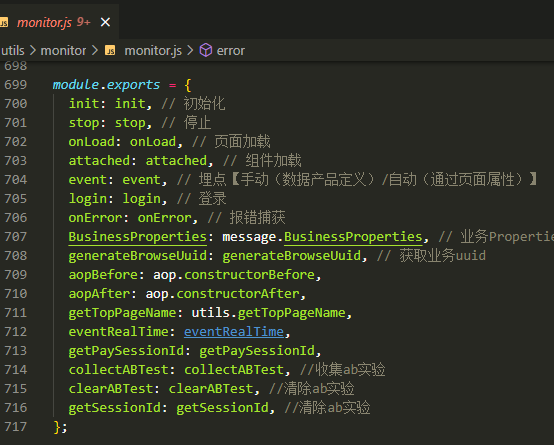 JS monitor.js 9+ ×
utils > monitor > JS monitor.js > error
698
699 module.exports = {
700 init: init, // 初始化
701 stop: stop, // 停止
702 onLoad: onLoad, // 页面加载
703 attached: attached, // 组件加载
704 event: event, // 埋点【手动（数据产品定义）/自动（通过页面属性）】
705 login: login, // 登录
706 onError: onError, // 报错捕获
707 BusinessProperties: message.BusinessProperties, // 业务Propertie
708 generateBrowseUuid: generateBrowseUuid, // 获取业务uuid
709 aopBefore: aop.constructorBefore,
710 aopAfter: aop.constructorAfter,
711 getTopPageName: utils.getTopPageName,
712 eventRealTime: eventRealTime,
713 getPaySessionId: getPaySessionId,
714 collectABTest: collectABTest, //收集ab实验
715 clearABTest: clearABTest, //清除ab实验
716 getSessionId: getSessionId, //清除ab实验
717 };